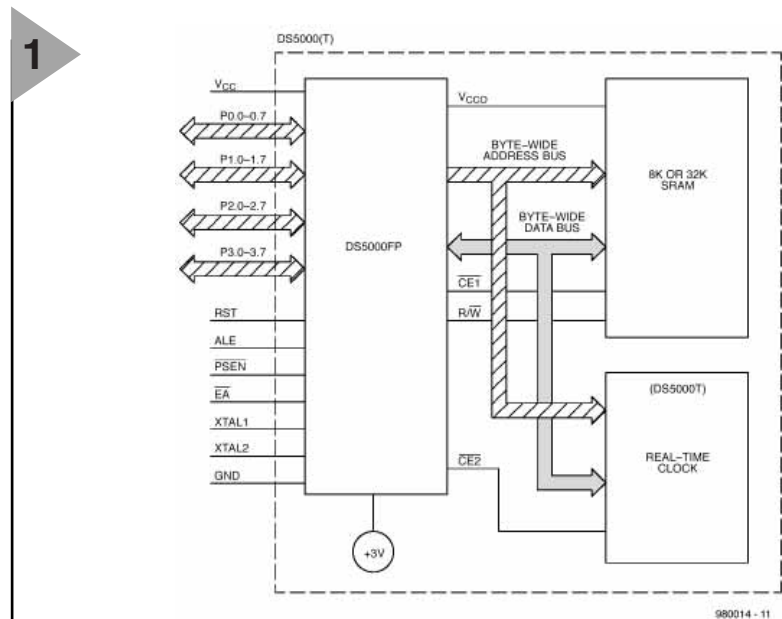 1
DS5000(T)
VCC
P0.0–0.7
P1.0–1.7
P2.0–2.7
P3.0–3.7
RST
ALE
PSEN
EA
XTAL1
XTAL2
GND
DS5000FP
+3V
VCCO
BYTE–WIDE
ADDRESS BUS
BYTE–WIDE
DATA BUS
CE1
R/W
CE2
8K OR 32K
SRAM
(DS5000T)
REAL–TIME
CLOCK
980014 - 11